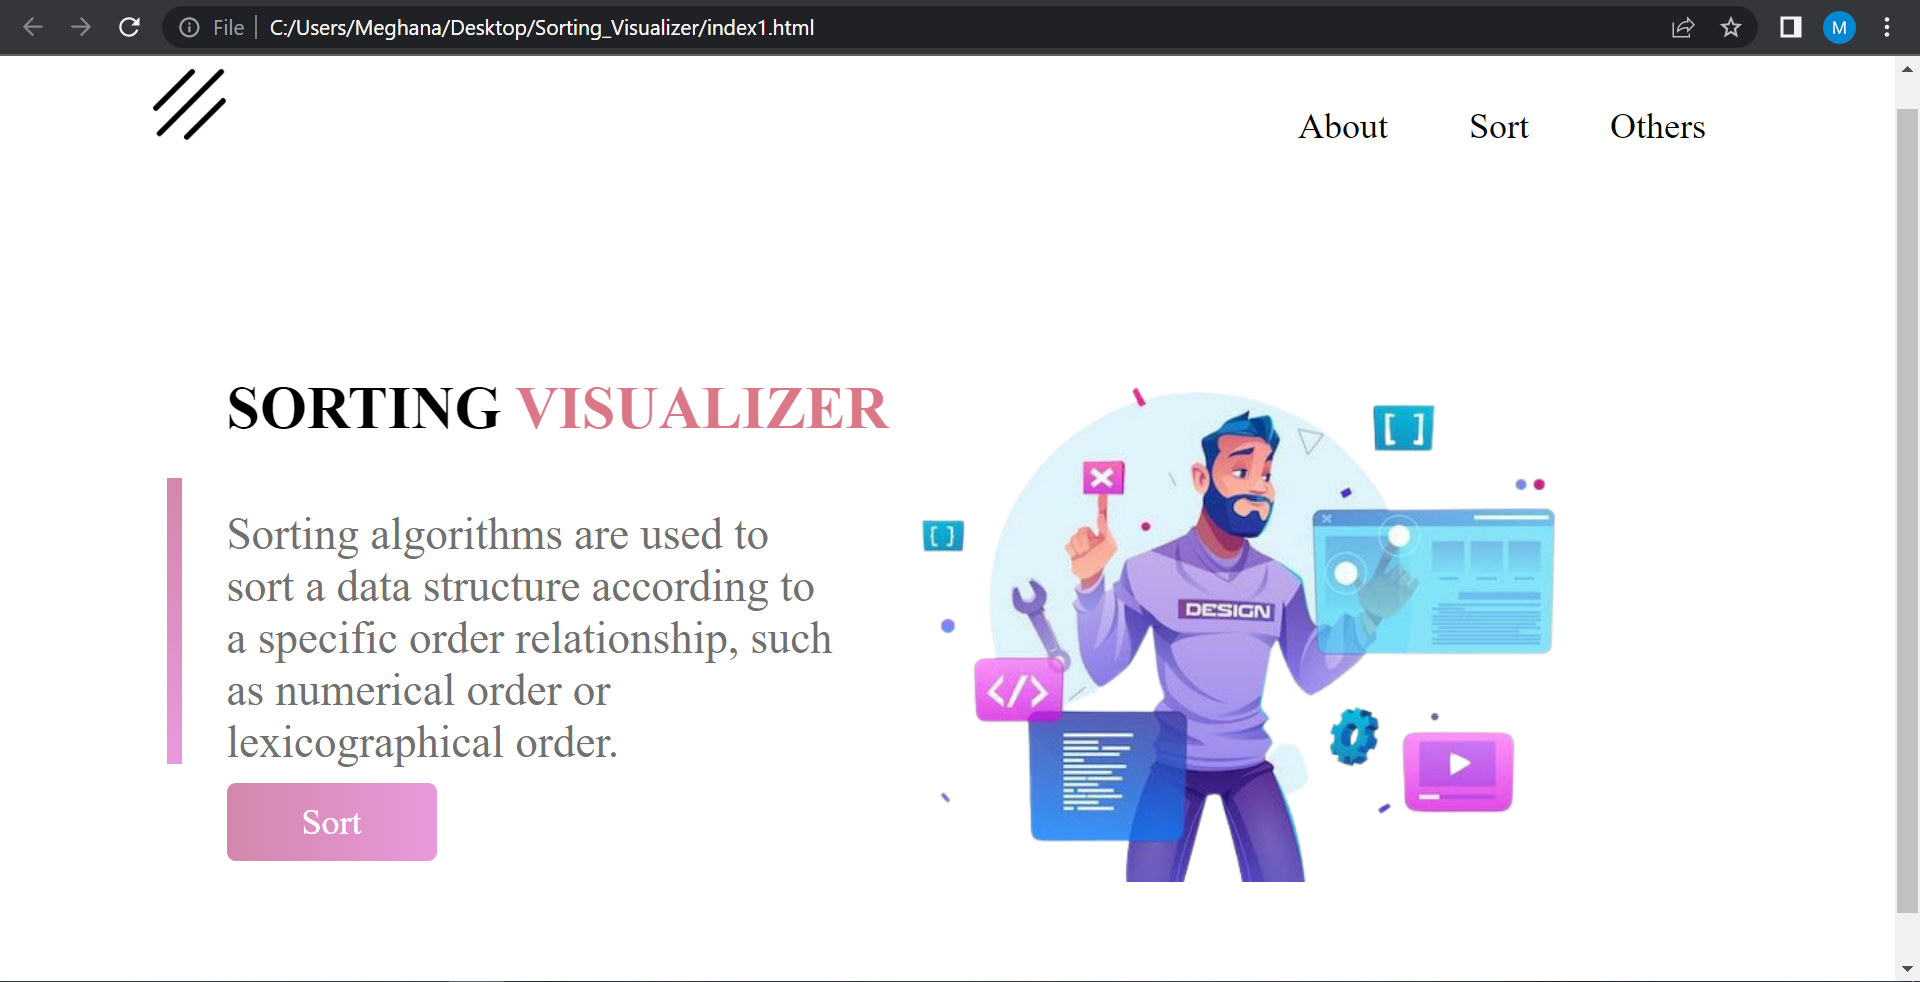 File
C:/Users/Meghana/Desktop/Sorting_Visualizer/index1.html
M
About
Sort
Others
SORTING VISUALIZER
Sorting algorithms are used to
sort a data structure according to
a specific order relationship, such
as numerical order or
lexicographical order.
Sort
[ ]
[ ]
DESIGN
</>